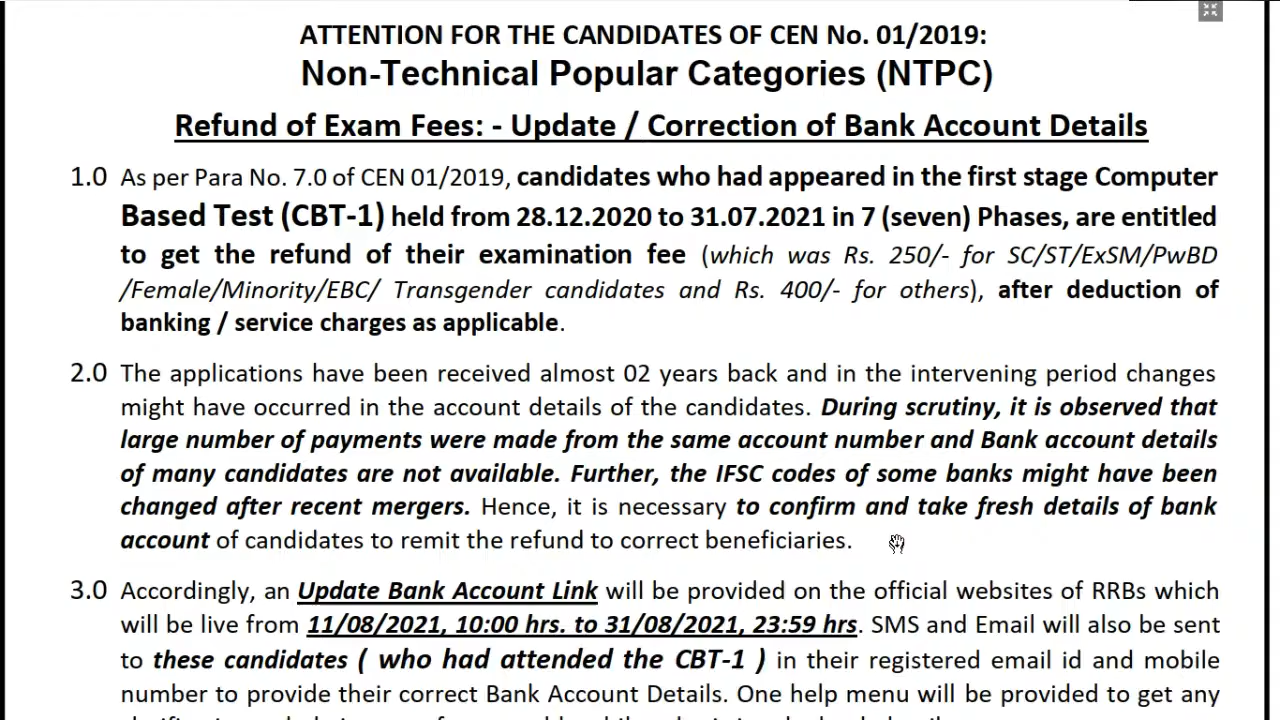 ATTENTION FOR THE CANDIDATES OF CEN No. 01/2019:
Non-Technical Popular Categories (NTPC)
Refund of Exam Fees: - Update / Correction of Bank Account Details
1.0 As per Para No. 7.0 of CEN 01/2019, candidates who had appeared in the first stage Computer
Based Test (CBT-1) held from 28.12.2020 to 31.07.2021 in 7 (seven) Phases, are entitled
to get the refund of their examination fee (which was Rs. 250/- for SC/ST/ExSM/PwBD
/Female/Minority/EBC/ Transgender candidates and Rs. 400/- for others), after deduction of
banking / service charges as applicable.
2.0 The applications have been received almost 02 years back and in the intervening period changes
might have occurred in the account details of the candidates. During scrutiny, it is observed that
large number of payments were made from the same account number and Bank account details
of many candidates are not available. Further, the IFSC codes of some banks might have been
changed after recent mergers. Hence, it is necessary to confirm and take fresh details of bank
account of candidates to remit the refund to correct beneficiaries.
3.0 Accordingly, an Update Bank Account Link will be provided on the official websites of RRBs which
will be live from 11/08/2021, 10:00 hrs. to 31/08/2021, 23:59 hrs. SMS and Email will also be sent
to these candidates ( who had attended the CBT-1 ) in their registered email id and mobile
number to provide their correct Bank Account Details. One help menu will be provided to get any